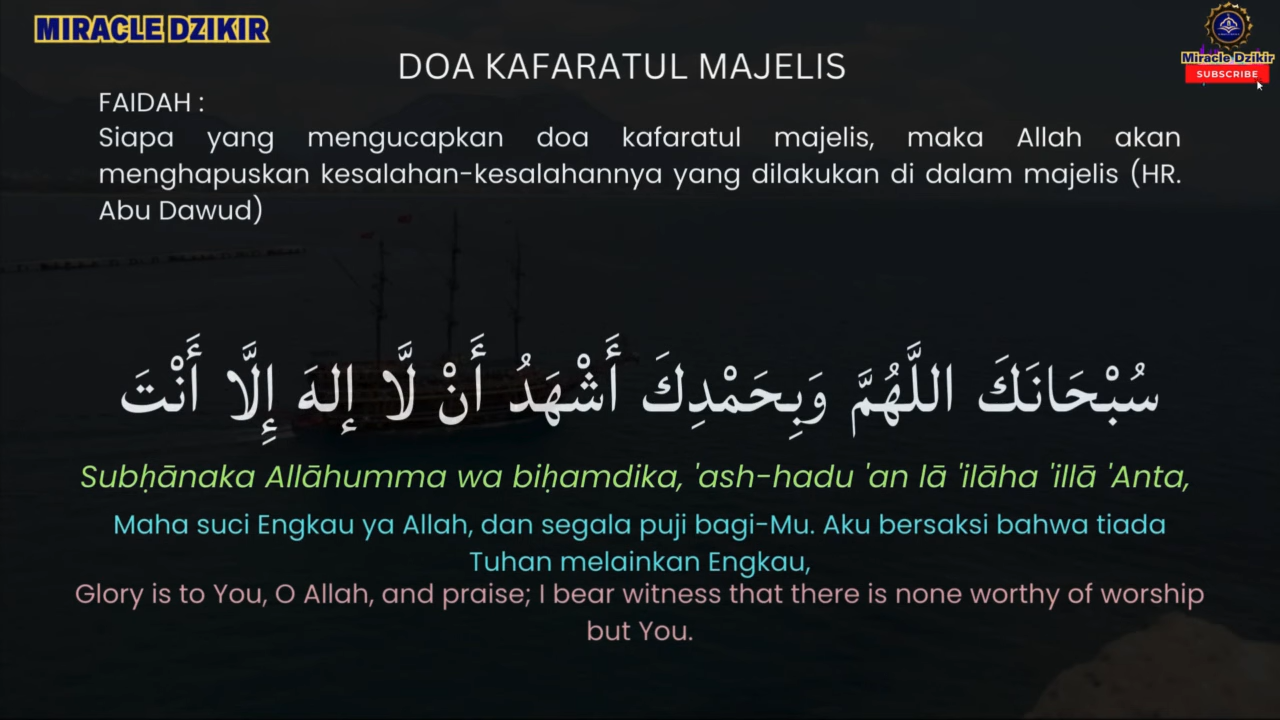 MIRACLE DZIKIR
Miracle Dzikir
SUBSCRIBE
DOA KAFARATUL MAJELIS
FAIDAH :
Siapa yang mengucapkan doa kafaratul majelis, maka Allah akan
menghapuskan kesalahan-kesalahannya yang dilakukan di dalam majelis (HR.
Abu Dawud)
سُبْحَانَكَ اللَّهُمَّ وَبِحَمْدِكَ أَشْهَدُ أَنْ لَّا إِلهَ إِلَّا أَنْتَ
Subḥānaka Allāhumma wa biḥamdika, 'ash-hadu 'an lā 'ilāha 'illā 'Anta,
Maha suci Engkau ya Allah, dan segala puji bagi-Mu. Aku bersaksi bahwa tiada
Tuhan melainkan Engkau,
Glory is to You, O Allah, and praise; I bear witness that there is none worthy of worship
but You.